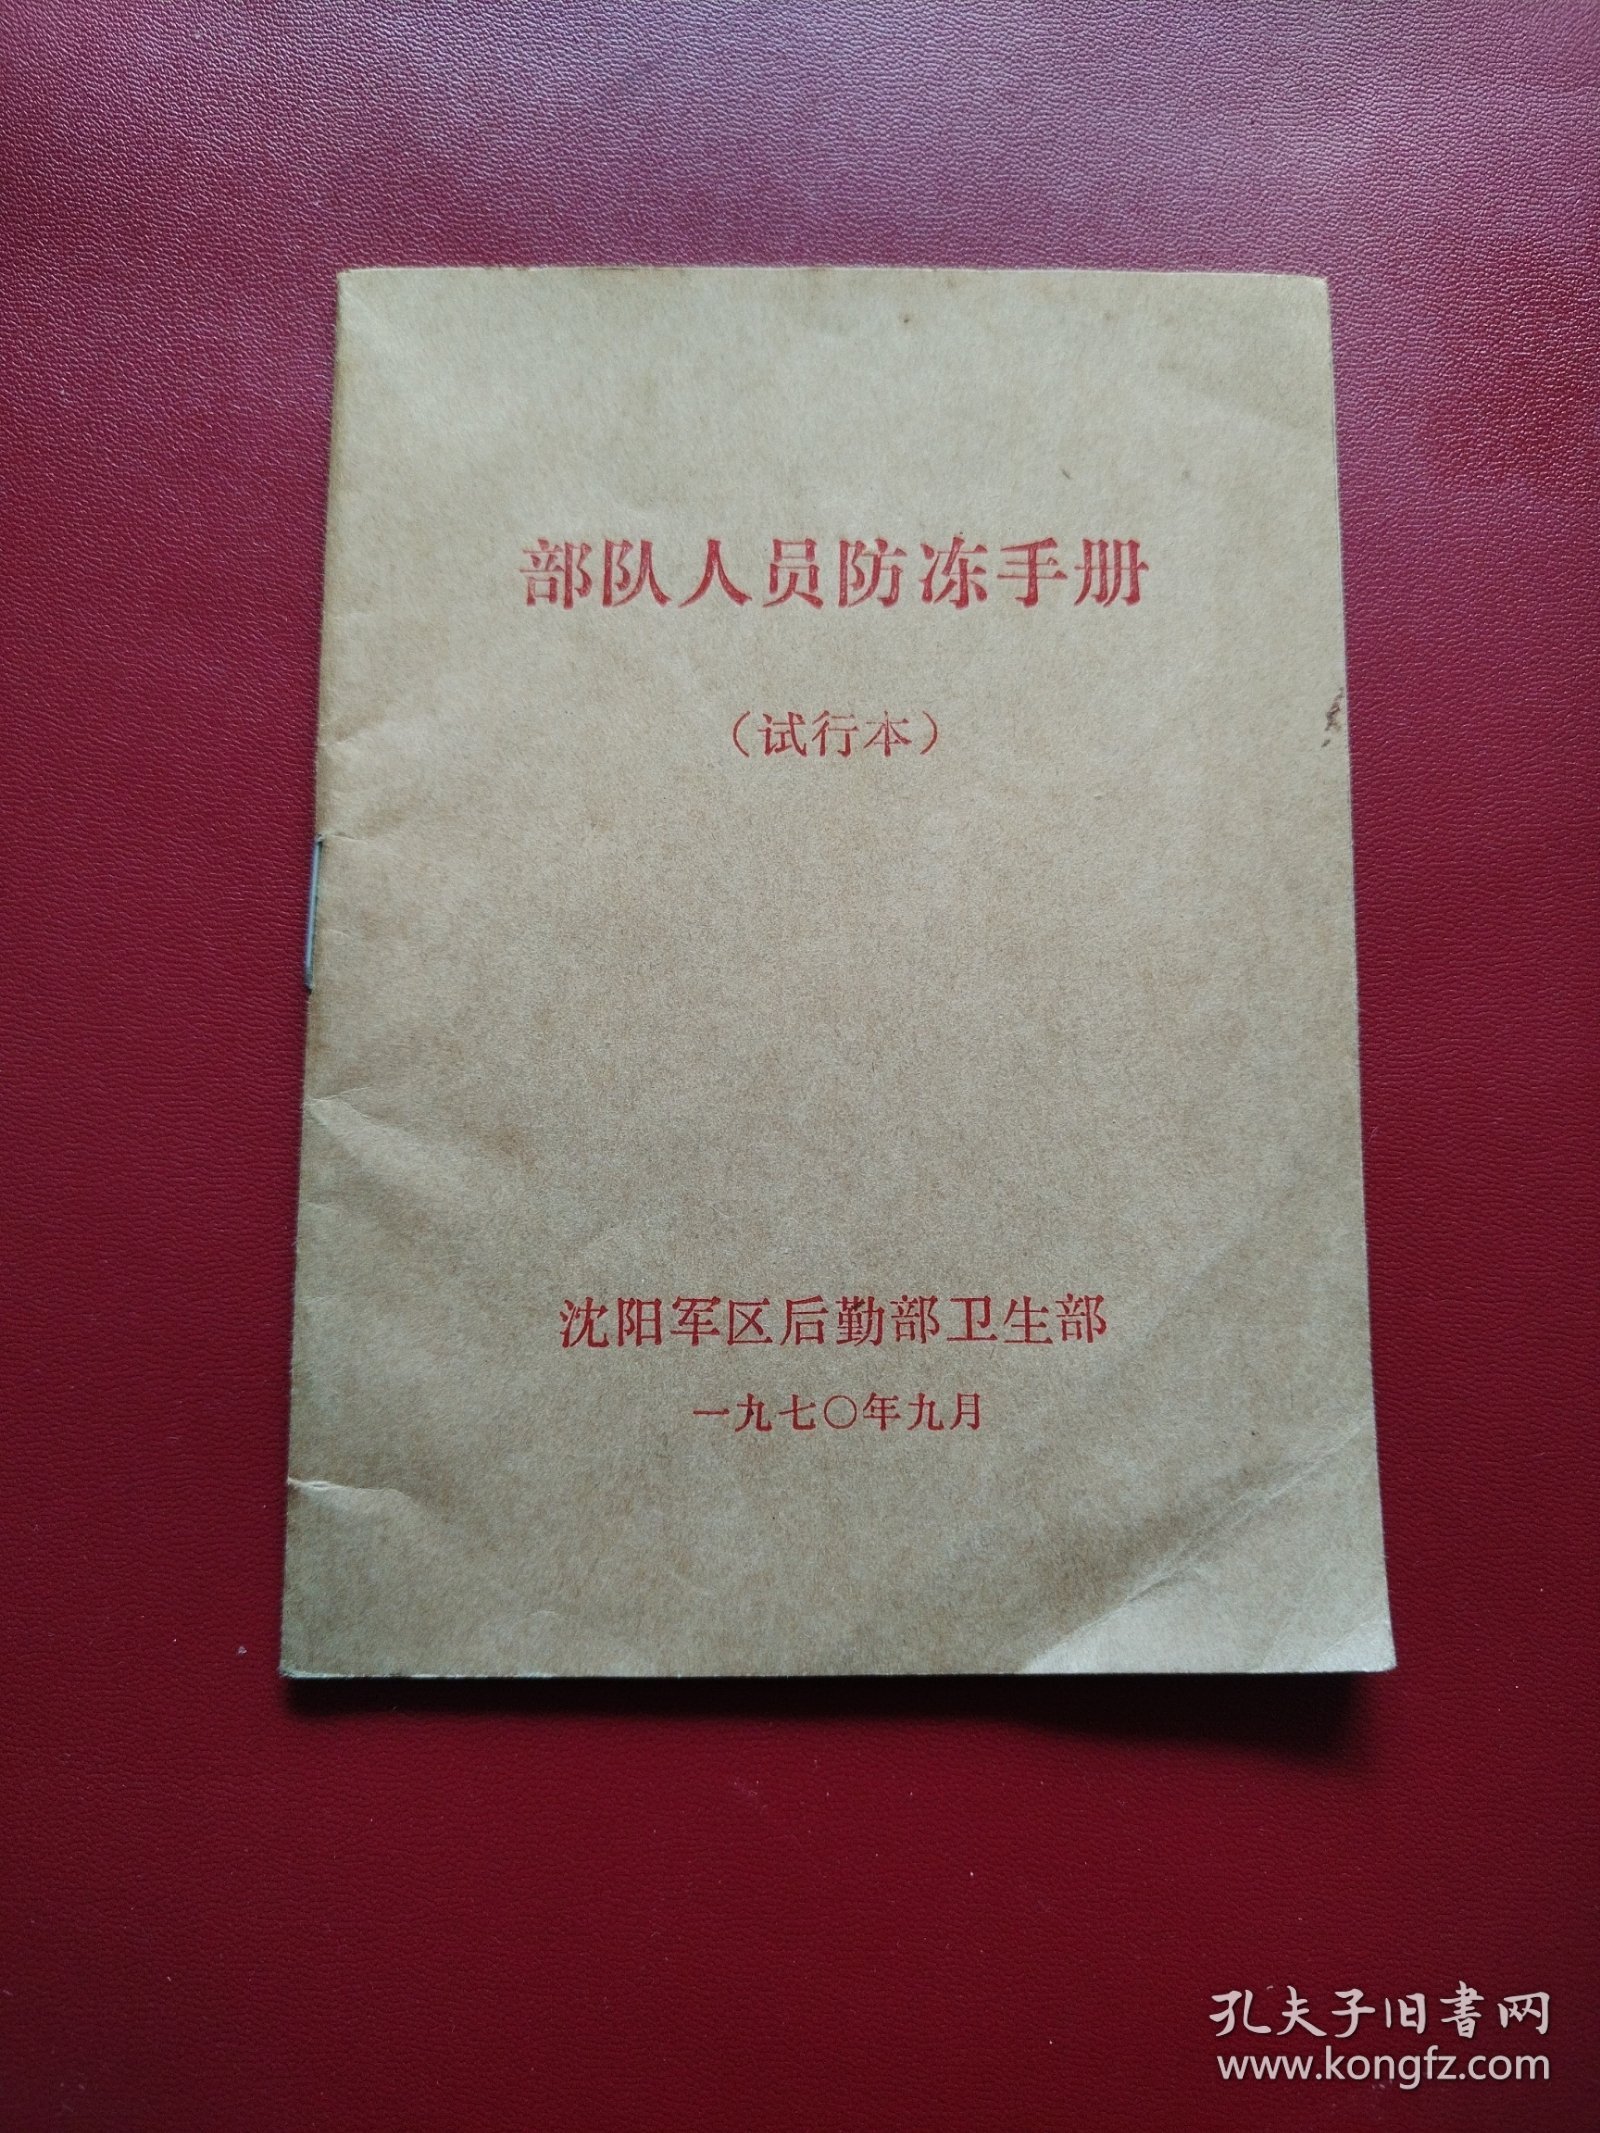 部队人员防冻手册
（试行本）
沈阳军区后勤部卫生部
一九七〇年九月
孔夫子旧書网
www.kongfz.com